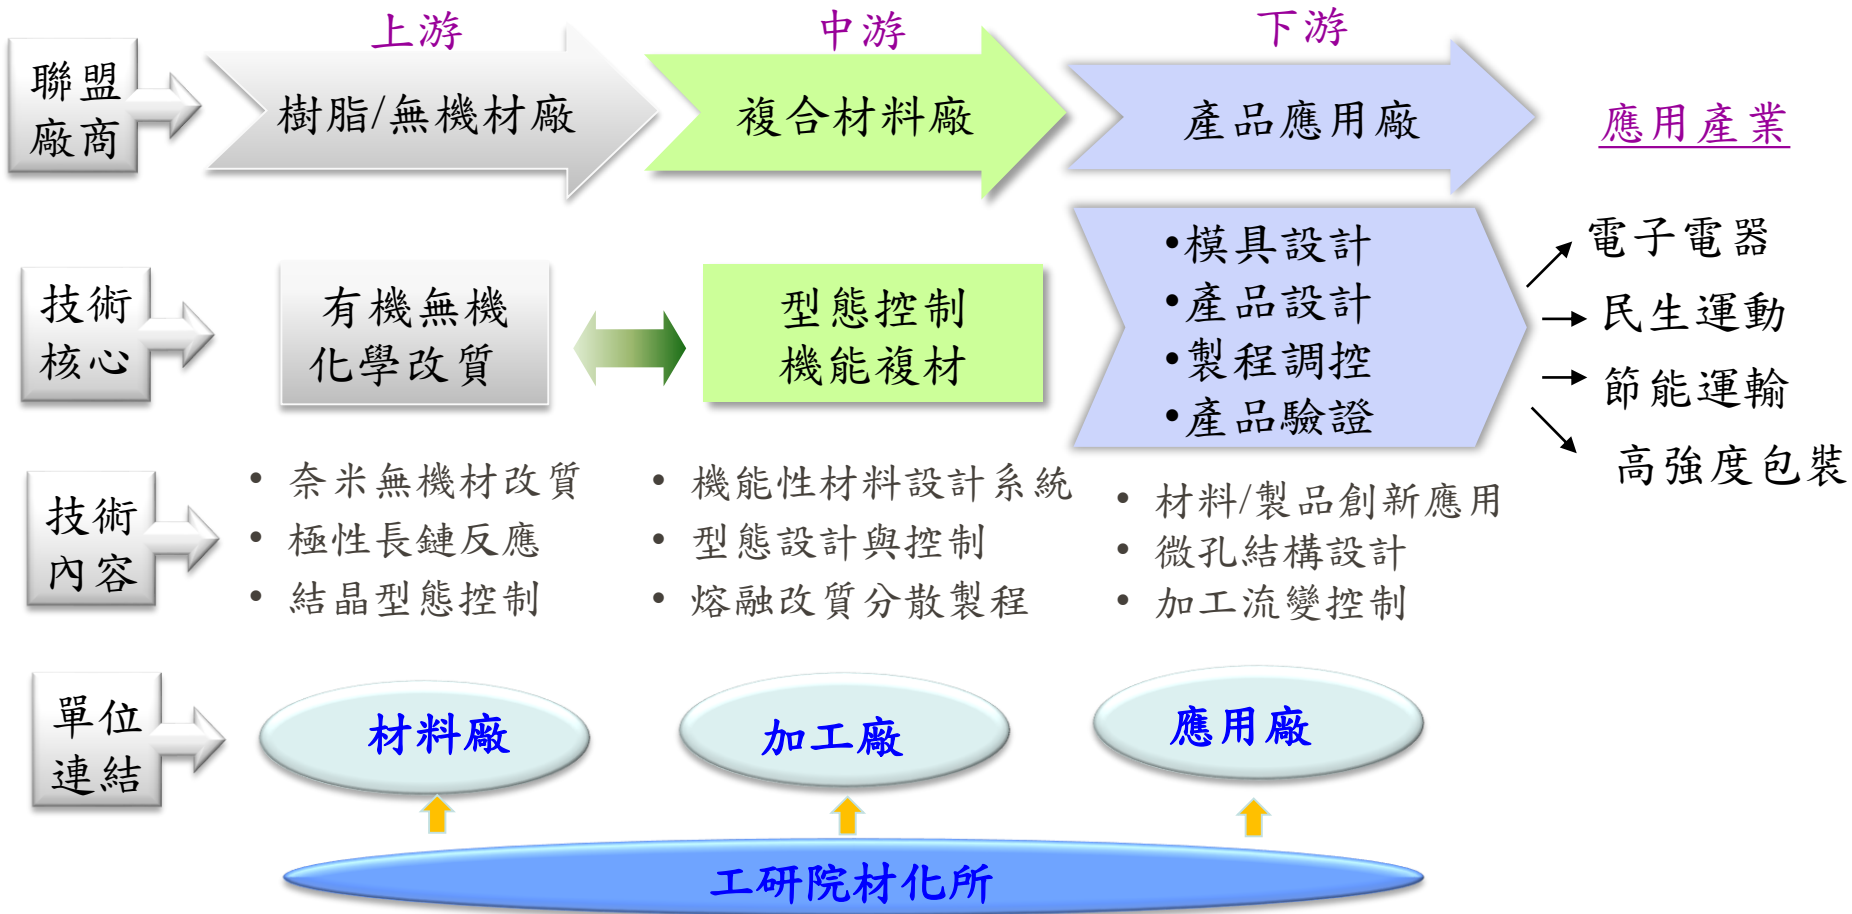 上游
中游
下游
聯盟
廠商
樹脂/無機材廠
複合材料廠
產品應用廠
應用產業
技術
核心
有機無機
化學改質
型態控制
機能複材
•模具設計
•產品設計
•製程調控
•產品驗證
電子電器
民生運動
節能運輸
高強度包裝
技術
內容
• 奈米無機材改質
• 極性長鏈反應
• 結晶型態控制
• 機能性材料設計系統
• 型態設計與控制
• 熔融改質分散製程
• 材料/製品創新應用
• 微孔結構設計
• 加工流變控制
單位
連結
材料廠
加工廠
應用廠
工研院材化所